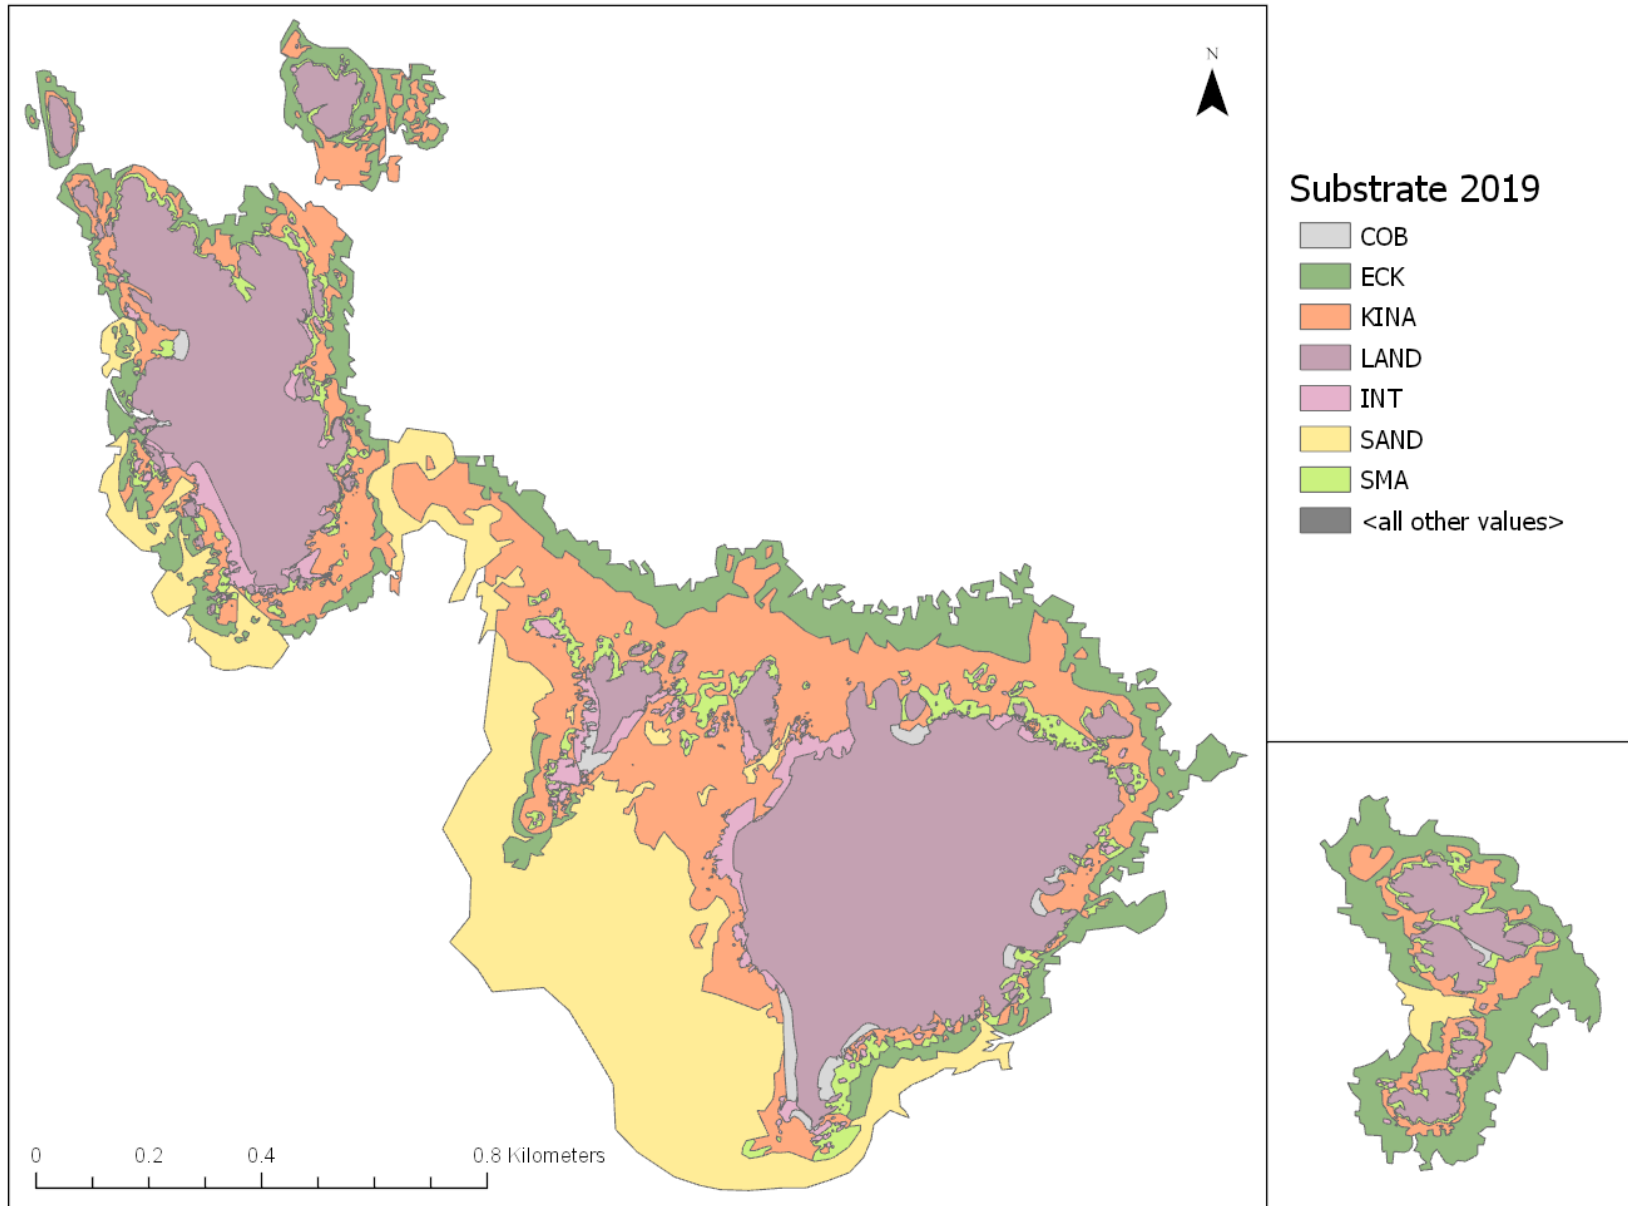 N
Substrate 2019
COB
ECK
KINA
LAND
INT
SAND
SMA
<all other values>
0 0.2 0.4 0.8 Kilometers